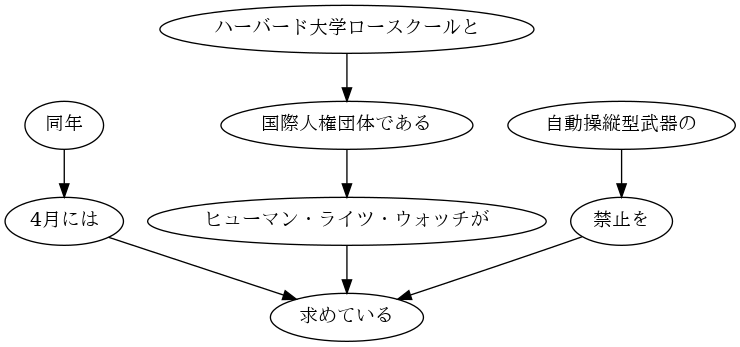 ハーバード大学ロースクールと
同年
国際人権団体である
自動操縦型武器の
4月には
ヒューマン・ライツ・ウォッチが
禁止を
求めている